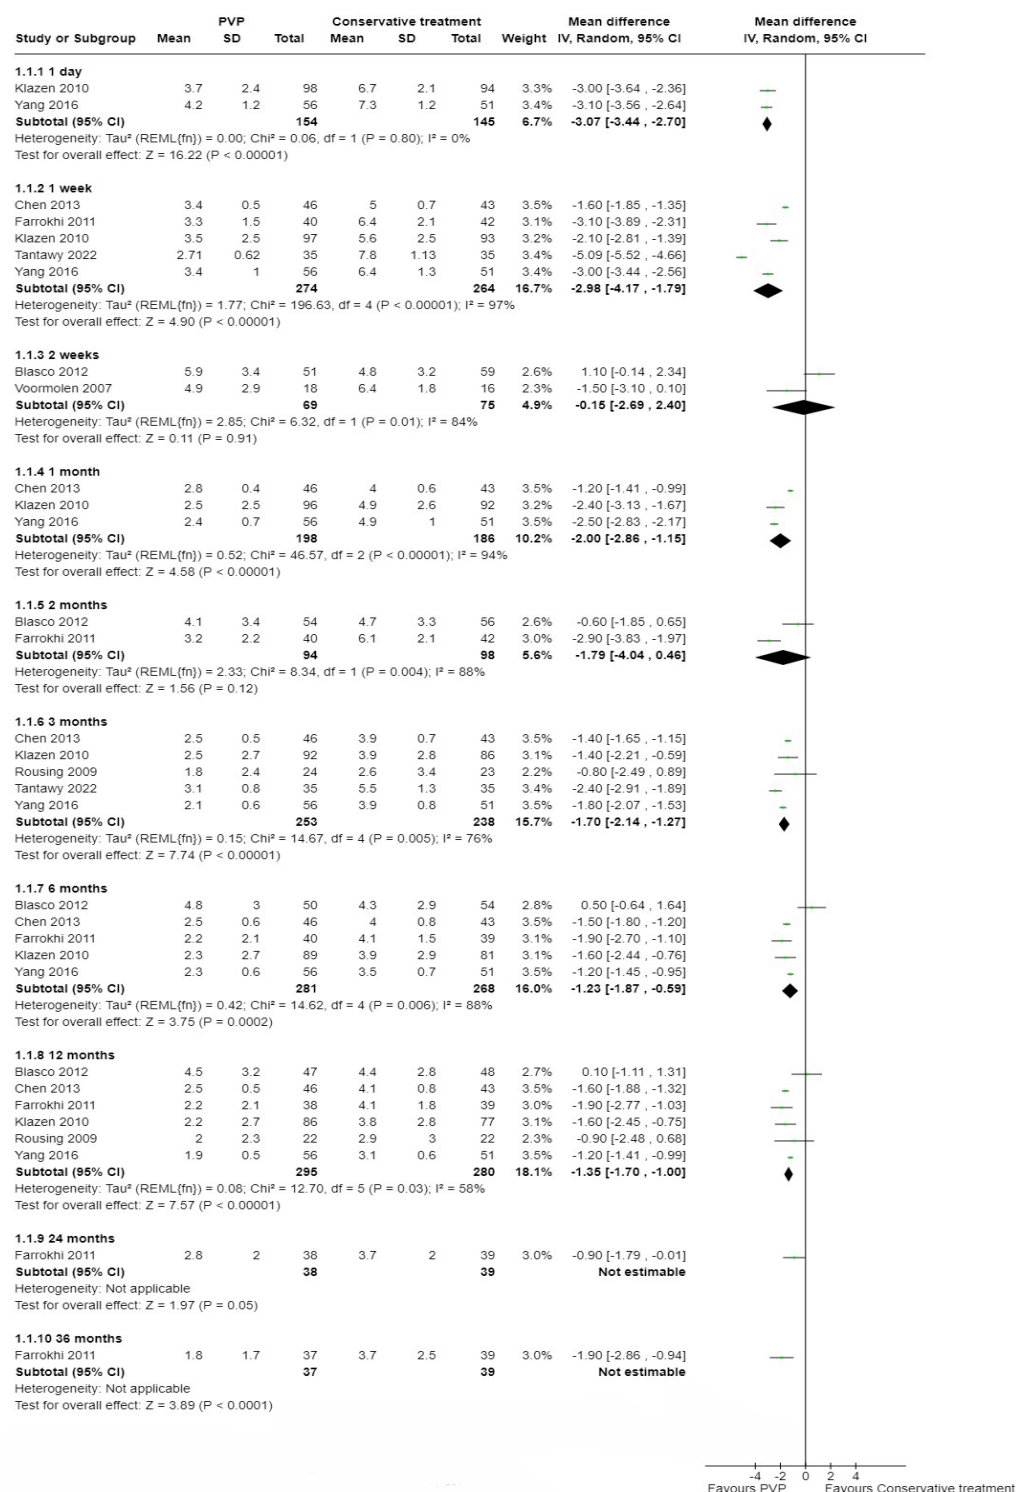 PVP Conservative treatment Mean difference Mean difference
Study or Subgroup Mean SD Total Mean SD Total Weight IV, Random, 95% CI IV, Random, 95% CI
1.1.1 1 day
Klazen 2010 3.7 2.4 98 6.7 2.1 94 3.3% -3.00 [-3.64 , -2.36]
Yang 2016 4.2 1.2 56 7.3 1.2 51 3.4% -3.10 [-3.56 , -2.64]
Subtotal (95% CI) 154 145 6.7% -3.07 [-3.44 , -2.70]
Heterogeneity: Tau² (REML{fn}) = 0.00; Chi² = 0.06, df = 1 (P = 0.80); I² = 0%
Test for overall effect: Z = 16.22 (P < 0.00001)
1.1.2 1 week
Chen 2013 3.4 0.5 46 5 0.7 43 3.5% -1.60 [-1.85 , -1.35]
Farrokhi 2011 3.3 1.5 40 6.4 2.1 42 3.1% -3.10 [-3.89 , -2.31]
Klazen 2010 3.5 2.5 97 5.6 2.5 93 3.2% -2.10 [-2.81 , -1.39]
Tantawy 2022 2.71 0.62 35 7.8 1.13 35 3.4% -5.09 [-5.52 , -4.66]
Yang 2016 3.4 1 56 6.4 1.3 51 3.4% -3.00 [-3.44 , -2.56]
Subtotal (95% CI) 274 264 16.7% -2.98 [-4.17 , -1.79]
Heterogeneity: Tau² (REML{fn}) = 1.77; Chi² = 196.63, df = 4 (P < 0.00001); I² = 97%
Test for overall effect: Z = 4.90 (P < 0.00001)
1.1.3 2 weeks
Blasco 2012 5.9 3.4 51 4.8 3.2 59 2.6% 1.10 [-0.14 , 2.34]
Voormolen 2007 4.9 2.9 18 6.4 1.8 16 2.3% -1.50 [-3.10 , 0.10]
Subtotal (95% CI) 69 75 4.9% -0.15 [-2.69 , 2.40]
Heterogeneity: Tau² (REML{fn}) = 2.85; Chi² = 6.32, df = 1 (P = 0.01); I² = 84%
Test for overall effect: Z = 0.11 (P = 0.91)
1.1.4 1 month
Chen 2013 2.8 0.4 46 4 0.6 43 3.5% -1.20 [-1.41 , -0.99]
Klazen 2010 2.5 2.5 96 4.9 2.6 92 3.2% -2.40 [-3.13 , -1.67]
Yang 2016 2.4 0.7 56 4.9 1 51 3.5% -2.50 [-2.83 , -2.17]
Subtotal (95% CI) 198 186 10.2% -2.00 [-2.86 , -1.15]
Heterogeneity: Tau² (REML{fn}) = 0.52; Chi² = 46.57, df = 2 (P < 0.00001); I² = 94%
Test for overall effect: Z = 4.58 (P < 0.00001)
1.1.5 2 months
Blasco 2012 4.1 3.4 54 4.7 3.3 56 2.6% -0.60 [-1.85 , 0.65]
Farrokhi 2011 3.2 2.2 40 6.1 2.1 42 3.0% -2.90 [-3.83 , -1.97]
Subtotal (95% CI) 94 98 5.6% -1.79 [-4.04 , 0.46]
Heterogeneity: Tau² (REML{fn}) = 2.33; Chi² = 8.34, df = 1 (P = 0.004); I² = 88%
Test for overall effect: Z = 1.56 (P = 0.12)
1.1.6 3 months
Chen 2013 2.5 0.5 46 3.9 0.7 43 3.5% -1.40 [-1.65 , -1.15]
Klazen 2010 2.5 2.7 92 3.9 2.8 86 3.1% -1.40 [-2.21 , -0.59]
Rousing 2009 1.8 2.4 24 2.6 3.4 23 2.2% -0.80 [-2.49 , 0.89]
Tantawy 2022 3.1 0.8 35 5.5 1.3 35 3.4% -2.40 [-2.91 , -1.89]
Yang 2016 2.1 0.6 56 3.9 0.8 51 3.5% -1.80 [-2.07 , -1.53]
Subtotal (95% CI) 253 238 15.7% -1.70 [-2.14 , -1.27]
Heterogeneity: Tau² (REML{fn}) = 0.15; Chi² = 14.67, df = 4 (P = 0.005); I² = 76%
Test for overall effect: Z = 7.74 (P < 0.00001)
1.1.7 6 months
Blasco 2012 4.8 3 50 4.3 2.9 54 2.8% 0.50 [-0.64 , 1.64]
Chen 2013 2.5 0.6 46 4 0.8 43 3.5% -1.50 [-1.80 , -1.20]
Farrokhi 2011 2.2 2.1 40 4.1 1.5 39 3.1% -1.90 [-2.70 , -1.10]
Klazen 2010 2.3 2.7 89 3.9 2.9 81 3.1% -1.60 [-2.44 , -0.76]
Yang 2016 2.3 0.6 56 3.5 0.7 51 3.5% -1.20 [-1.45 , -0.95]
Subtotal (95% CI) 281 268 16.0% -1.23 [-1.87 , -0.59]
Heterogeneity: Tau² (REML{fn}) = 0.42; Chi² = 14.62, df = 4 (P = 0.006); I² = 88%
Test for overall effect: Z = 3.75 (P = 0.0002)
1.1.8 12 months
Blasco 2012 4.5 3.2 47 4.4 2.8 48 2.7% 0.10 [-1.11 , 1.31]
Chen 2013 2.5 0.5 46 4.1 0.8 43 3.5% -1.60 [-1.88 , -1.32]
Farrokhi 2011 2.2 2.1 38 4.1 1.8 39 3.0% -1.90 [-2.77 , -1.03]
Klazen 2010 2.2 2.7 86 3.8 2.8 77 3.1% -1.60 [-2.45 , -0.75]
Rousing 2009 2 2.3 22 2.9 3 22 2.3% -0.90 [-2.48 , 0.68]
Yang 2016 1.9 0.5 56 3.1 0.6 51 3.5% -1.20 [-1.41 , -0.99]
Subtotal (95% CI) 295 280 18.1% -1.35 [-1.70 , -1.00]
Heterogeneity: Tau² (REML{fn}) = 0.08; Chi² = 12.70, df = 5 (P = 0.03); I² = 58%
Test for overall effect: Z = 7.57 (P < 0.00001)
1.1.9 24 months
Farrokhi 2011 2.8 2 38 3.7 2 39 3.0% -0.90 [-1.79 , -0.01]
Subtotal (95% CI) 38 39 Not estimable
Heterogeneity: Not applicable
Test for overall effect: Z = 1.97 (P = 0.05)
1.1.10 36 months
Farrokhi 2011 1.8 1.7 37 3.7 2.5 39 3.0% -1.90 [-2.86 , -0.94]
Subtotal (95% CI) 37 39 Not estimable
Heterogeneity: Not applicable
Test for overall effect: Z = 3.89 (P < 0.0001)
-4 -2 0 2 4
Favours PVP Favours Conservative treatment